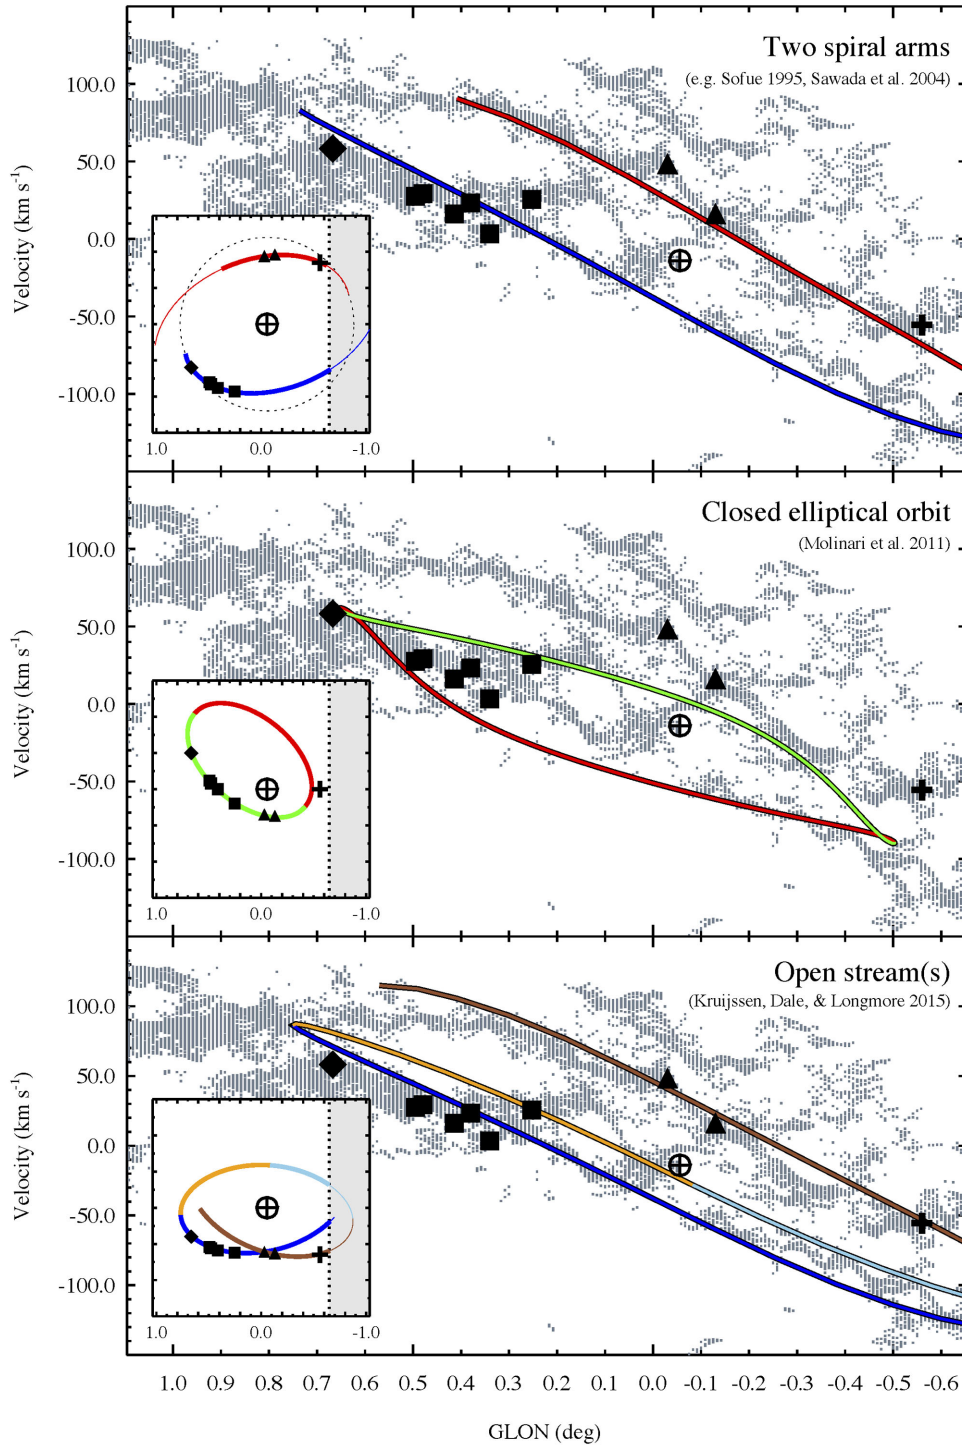 Two spiral arms
(e.g. Sofue 1995, Sawada et al. 2004)
100.0
50.0
0.0
-50.0
-100.0
Velocity (km s⁻¹)
1.0 0.0 -1.0
Closed elliptical orbit
(Molinari et al. 2011)
100.0
50.0
0.0
-50.0
-100.0
Velocity (km s⁻¹)
1.0 0.0 -1.0
Open stream(s)
(Kruijssen, Dale, & Longmore 2015)
100.0
50.0
0.0
-50.0
-100.0
Velocity (km s⁻¹)
1.0 0.0 -1.0
1.0 0.9 0.8 0.7 0.6 0.5 0.4 0.3 0.2 0.1 0.0 -0.1 -0.2 -0.3 -0.4 -0.5 -0.6
GLON (deg)